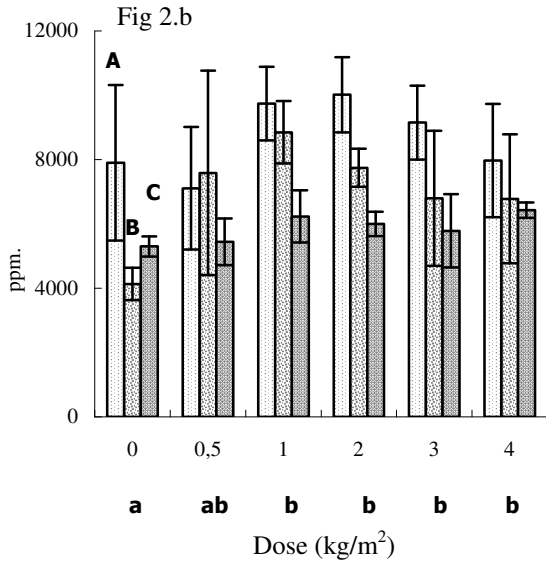 Fig 2.b
12000
A
8000
C
B
ppm.
4000
0
0 0,5 1 2 3 4
a ab b b b b
Dose (kg/m²)